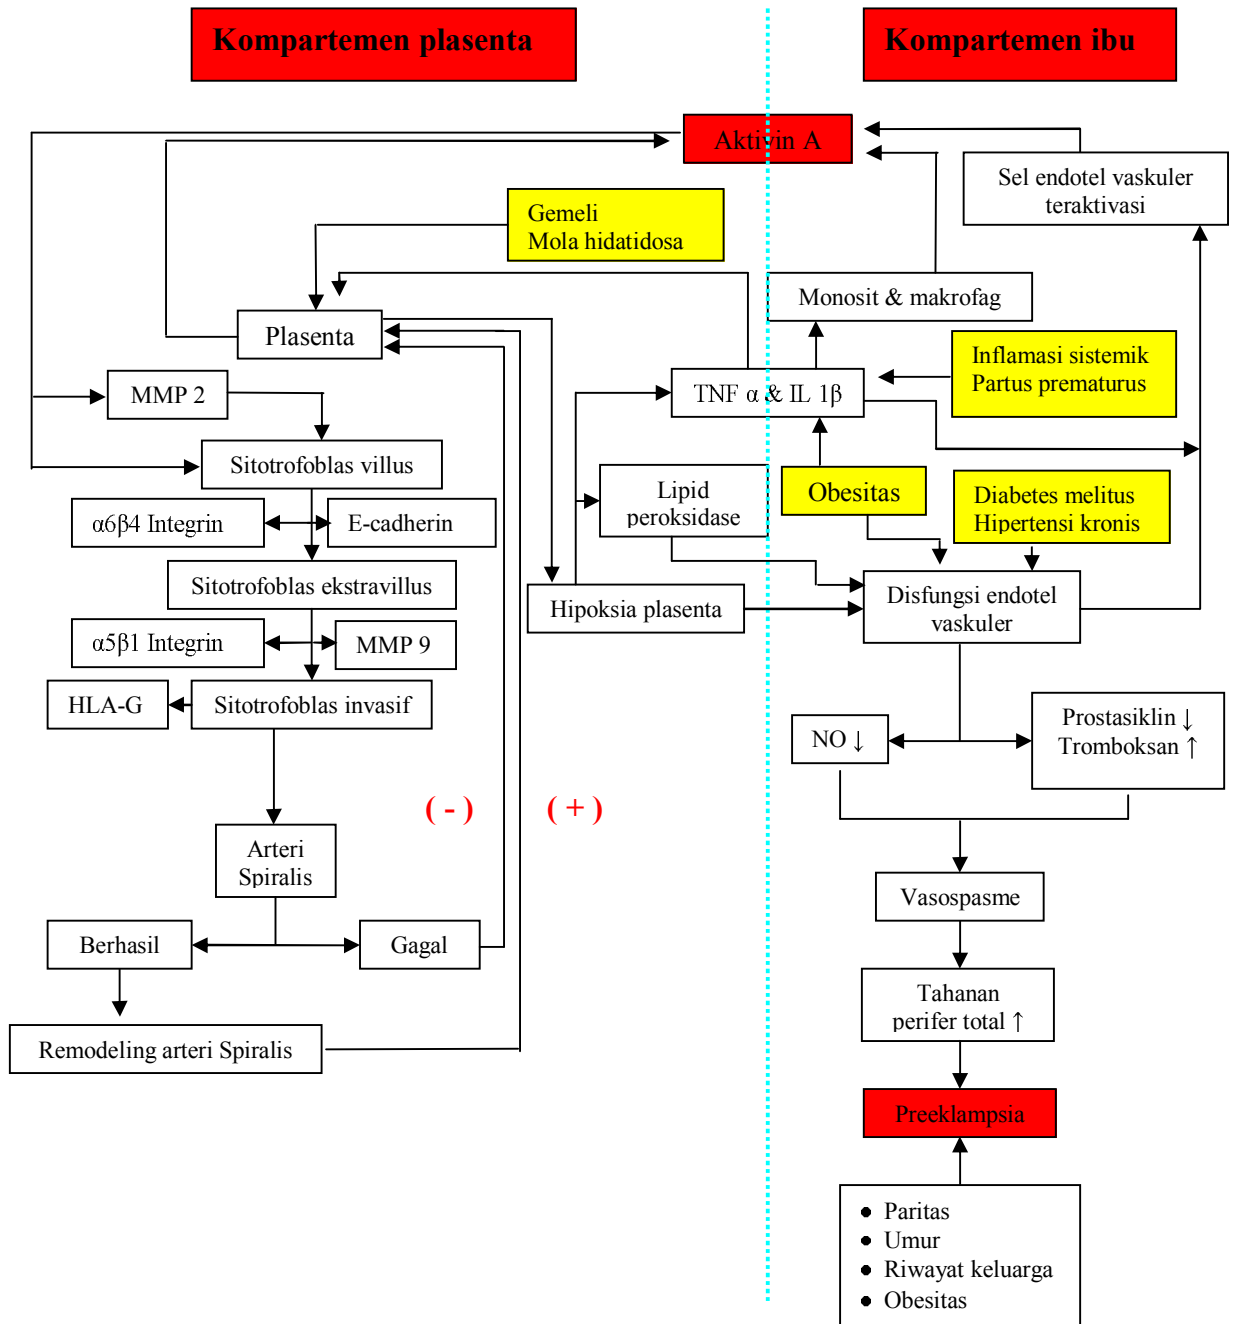 Kompartemen plasenta
Kompartemen ibu
Aktivin A
Sel endotel vaskuler
teraktivasi
Gemeli
Mola hidatidosa
Monosit & makrofag
Plasenta
Inflamasi sistemik
Partus prematurus
MMP 2
TNF α & IL 1β
Sitotrofoblas villus
Lipid
peroksidase
Obesitas
Diabetes melitus
Hipertensi kronis
α6β4 Integrin
E-cadherin
Sitotrofoblas ekstravillus
Hipoksia plasenta
Disfungsi endotel
vaskuler
α5β1 Integrin
MMP 9
HLA-G
Sitotrofoblas invasif
NO ↓
Prostasiklin ↓
Tromboksan ↑
( - )
( + )
Arteri
Spiralis
Vasospasme
Berhasil
Gagal
Tahanan
perifer total ↑
Remodeling arteri Spiralis
Preeklampsia
• Paritas
• Umur
• Riwayat keluarga
• Obesitas